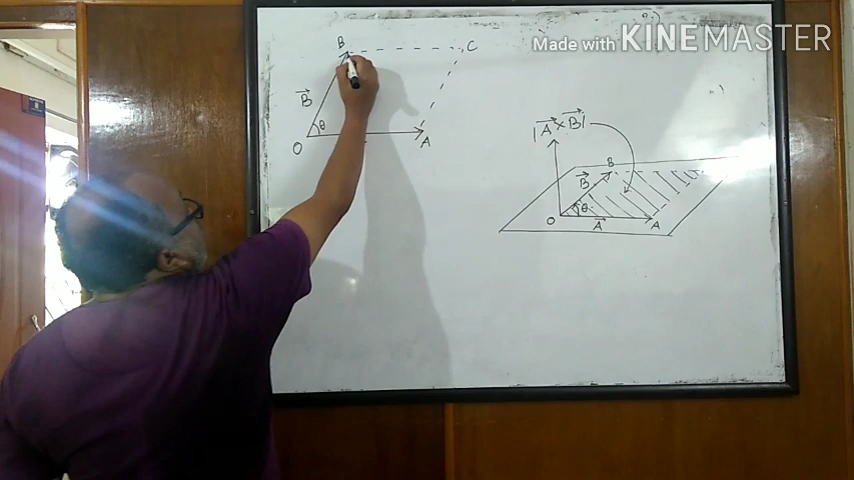 Made with KINEMASTER
B
C
B⃗
θ
O
A
|A⃗ × B⃗|
B
B⃗
θ
O
A⃗
A